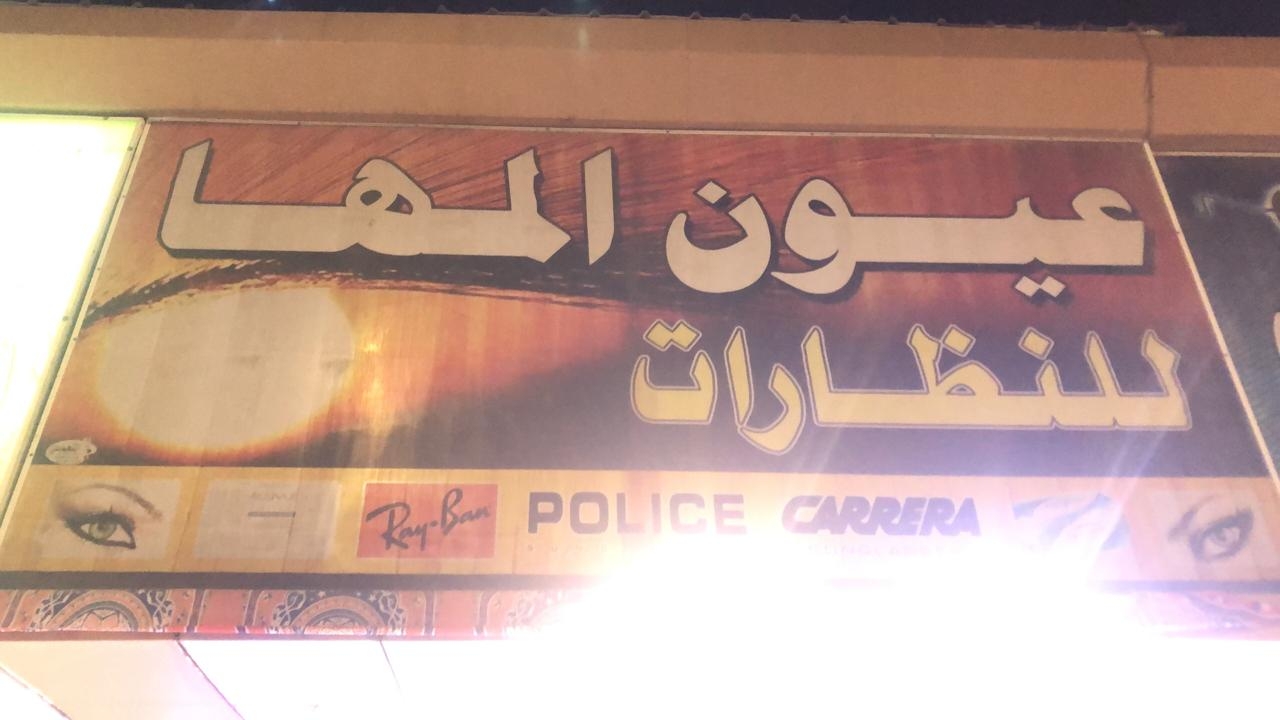 عيون المها
للنظارات
Ray-Ban POLICE CARRERA